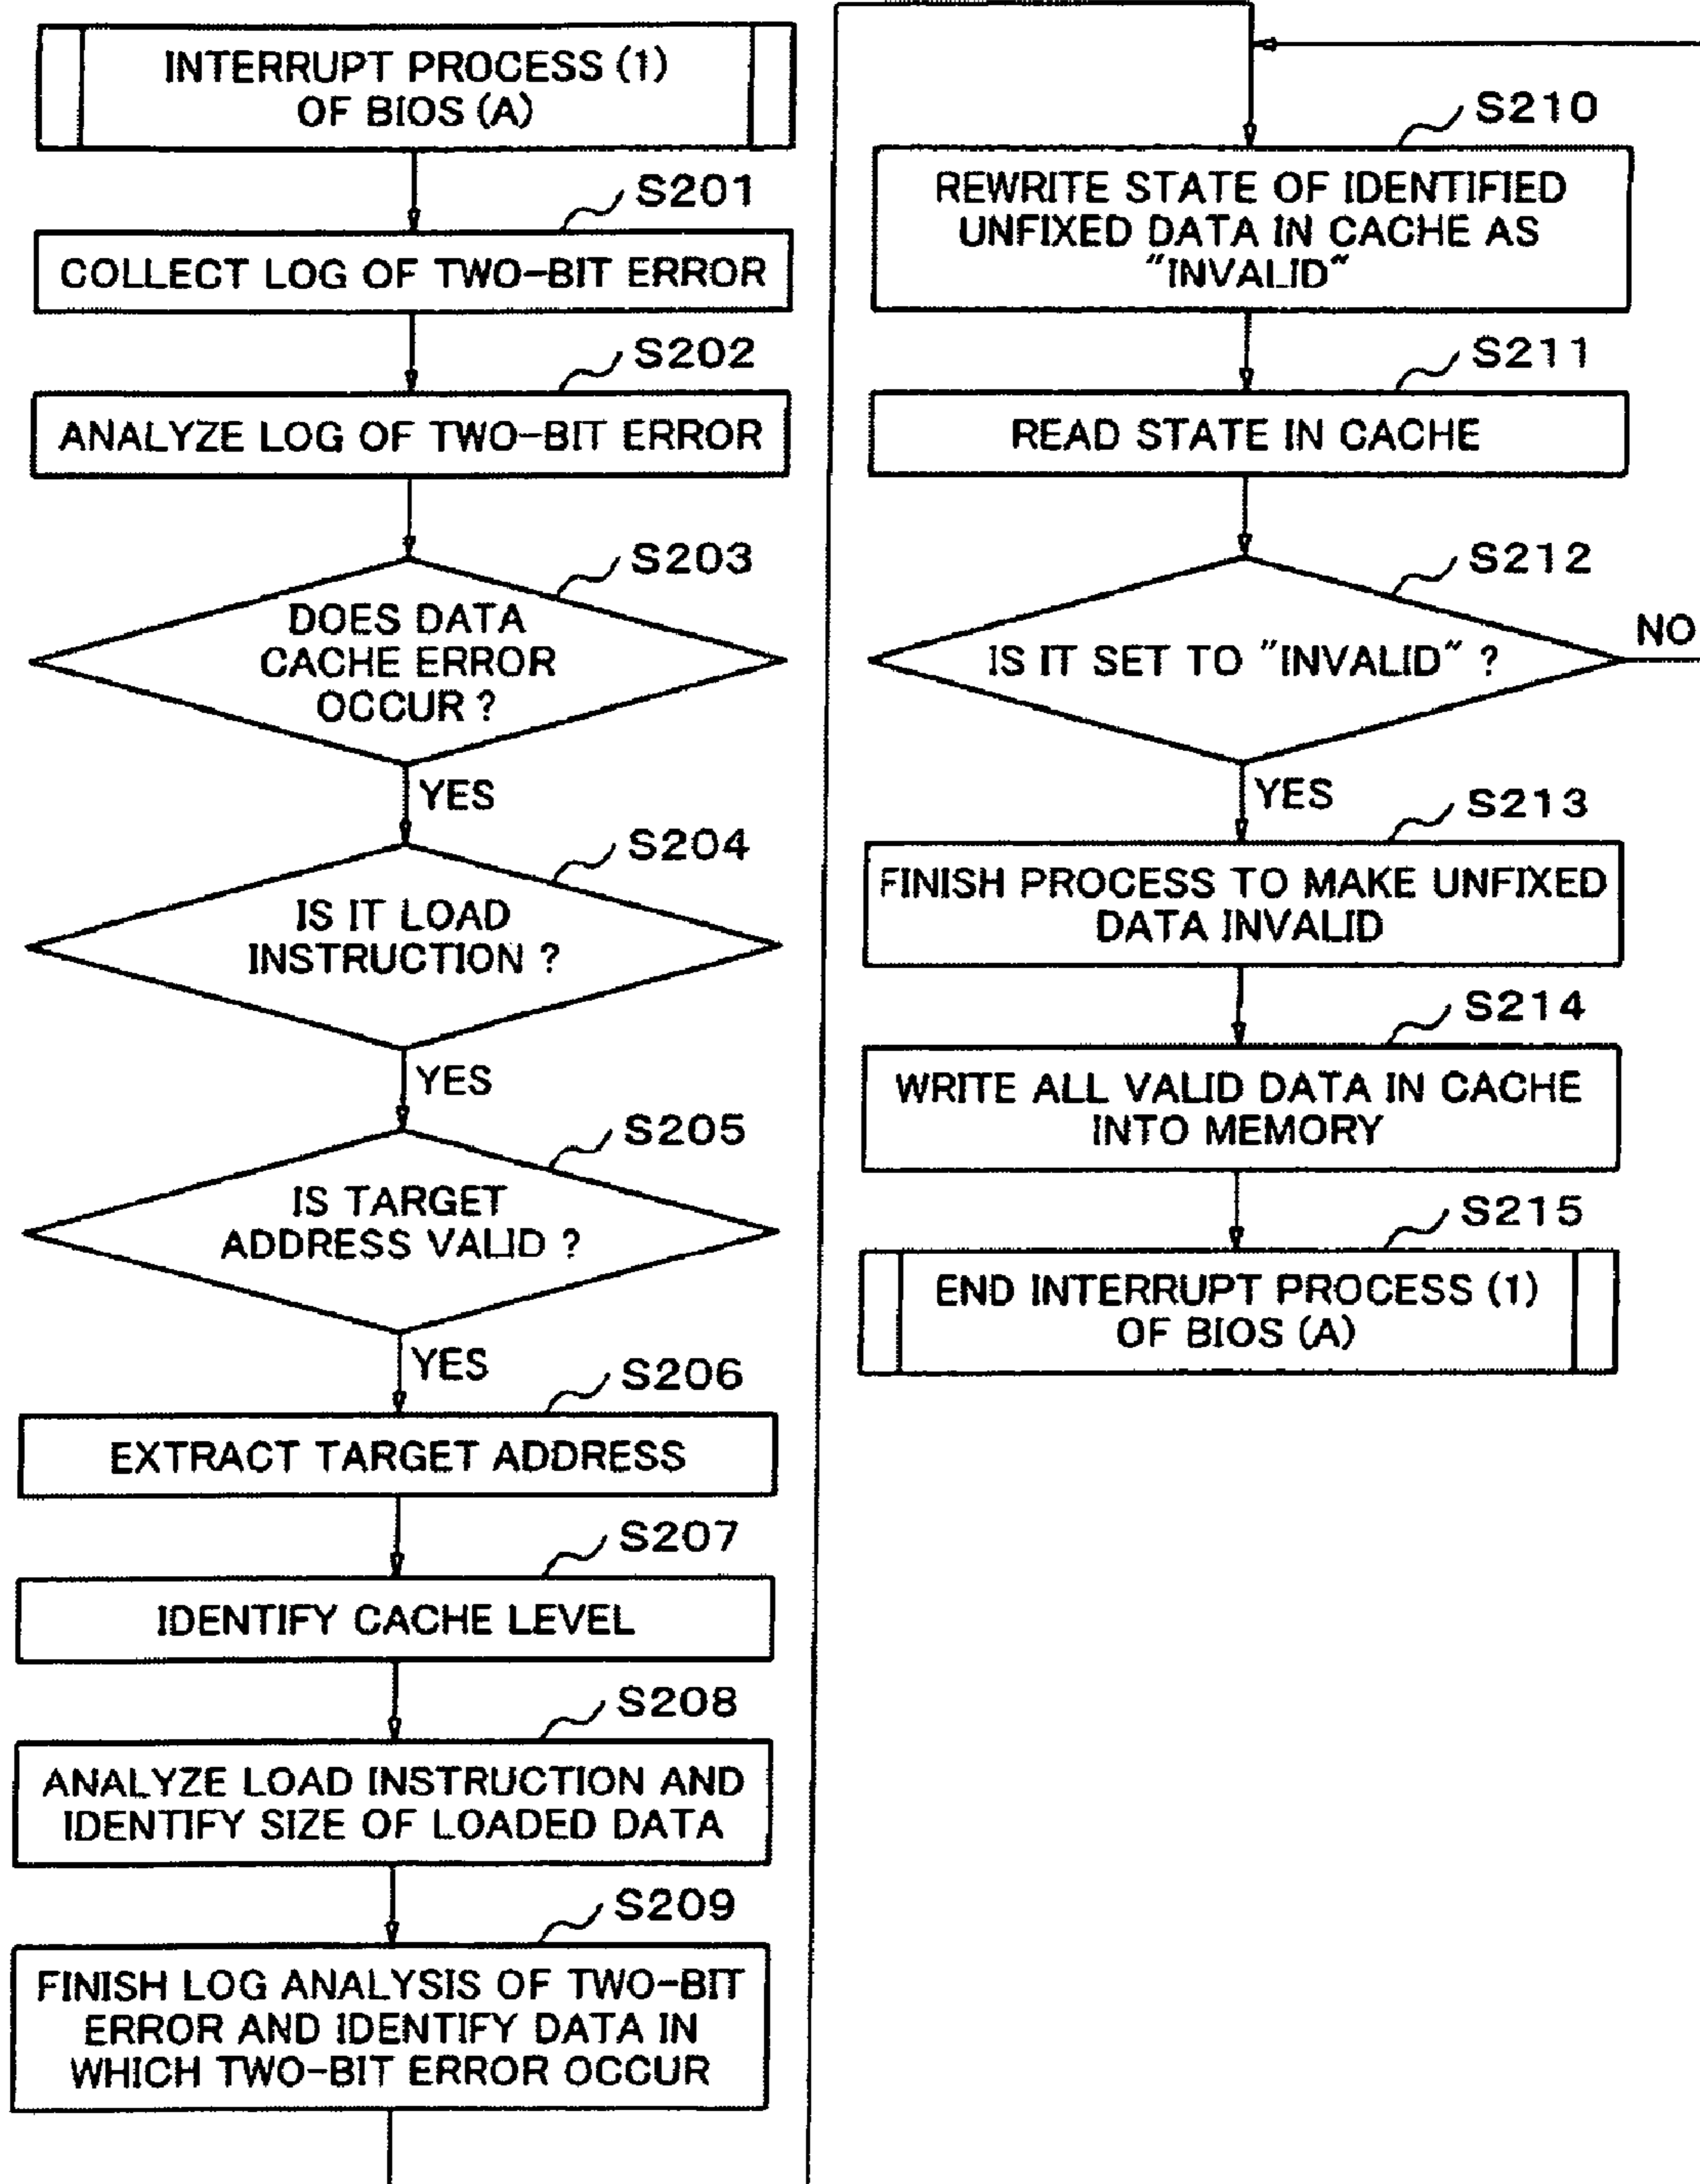 INTERRUPT PROCESS (1)
OF BIOS (A)
S201
COLLECT LOG OF TWO-BIT ERROR
S202
ANALYZE LOG OF TWO-BIT ERROR
S203
DOES DATA
CACHE ERROR
OCCUR ?
YES
S204
IS IT LOAD
INSTRUCTION ?
YES
S205
IS TARGET
ADDRESS VALID ?
YES
S206
EXTRACT TARGET ADDRESS
S207
IDENTIFY CACHE LEVEL
S208
ANALYZE LOAD INSTRUCTION AND
IDENTIFY SIZE OF LOADED DATA
S209
FINISH LOG ANALYSIS OF TWO-BIT
ERROR AND IDENTIFY DATA IN
WHICH TWO-BIT ERROR OCCUR
S210
REWRITE STATE OF IDENTIFIED
UNFIXED DATA IN CACHE AS
"INVALID"
S211
READ STATE IN CACHE
S212
IS IT SET TO "INVALID" ?
NO
YES
S213
FINISH PROCESS TO MAKE UNFIXED
DATA INVALID
S214
WRITE ALL VALID DATA IN CACHE
INTO MEMORY
S215
END INTERRUPT PROCESS (1)
OF BIOS (A)